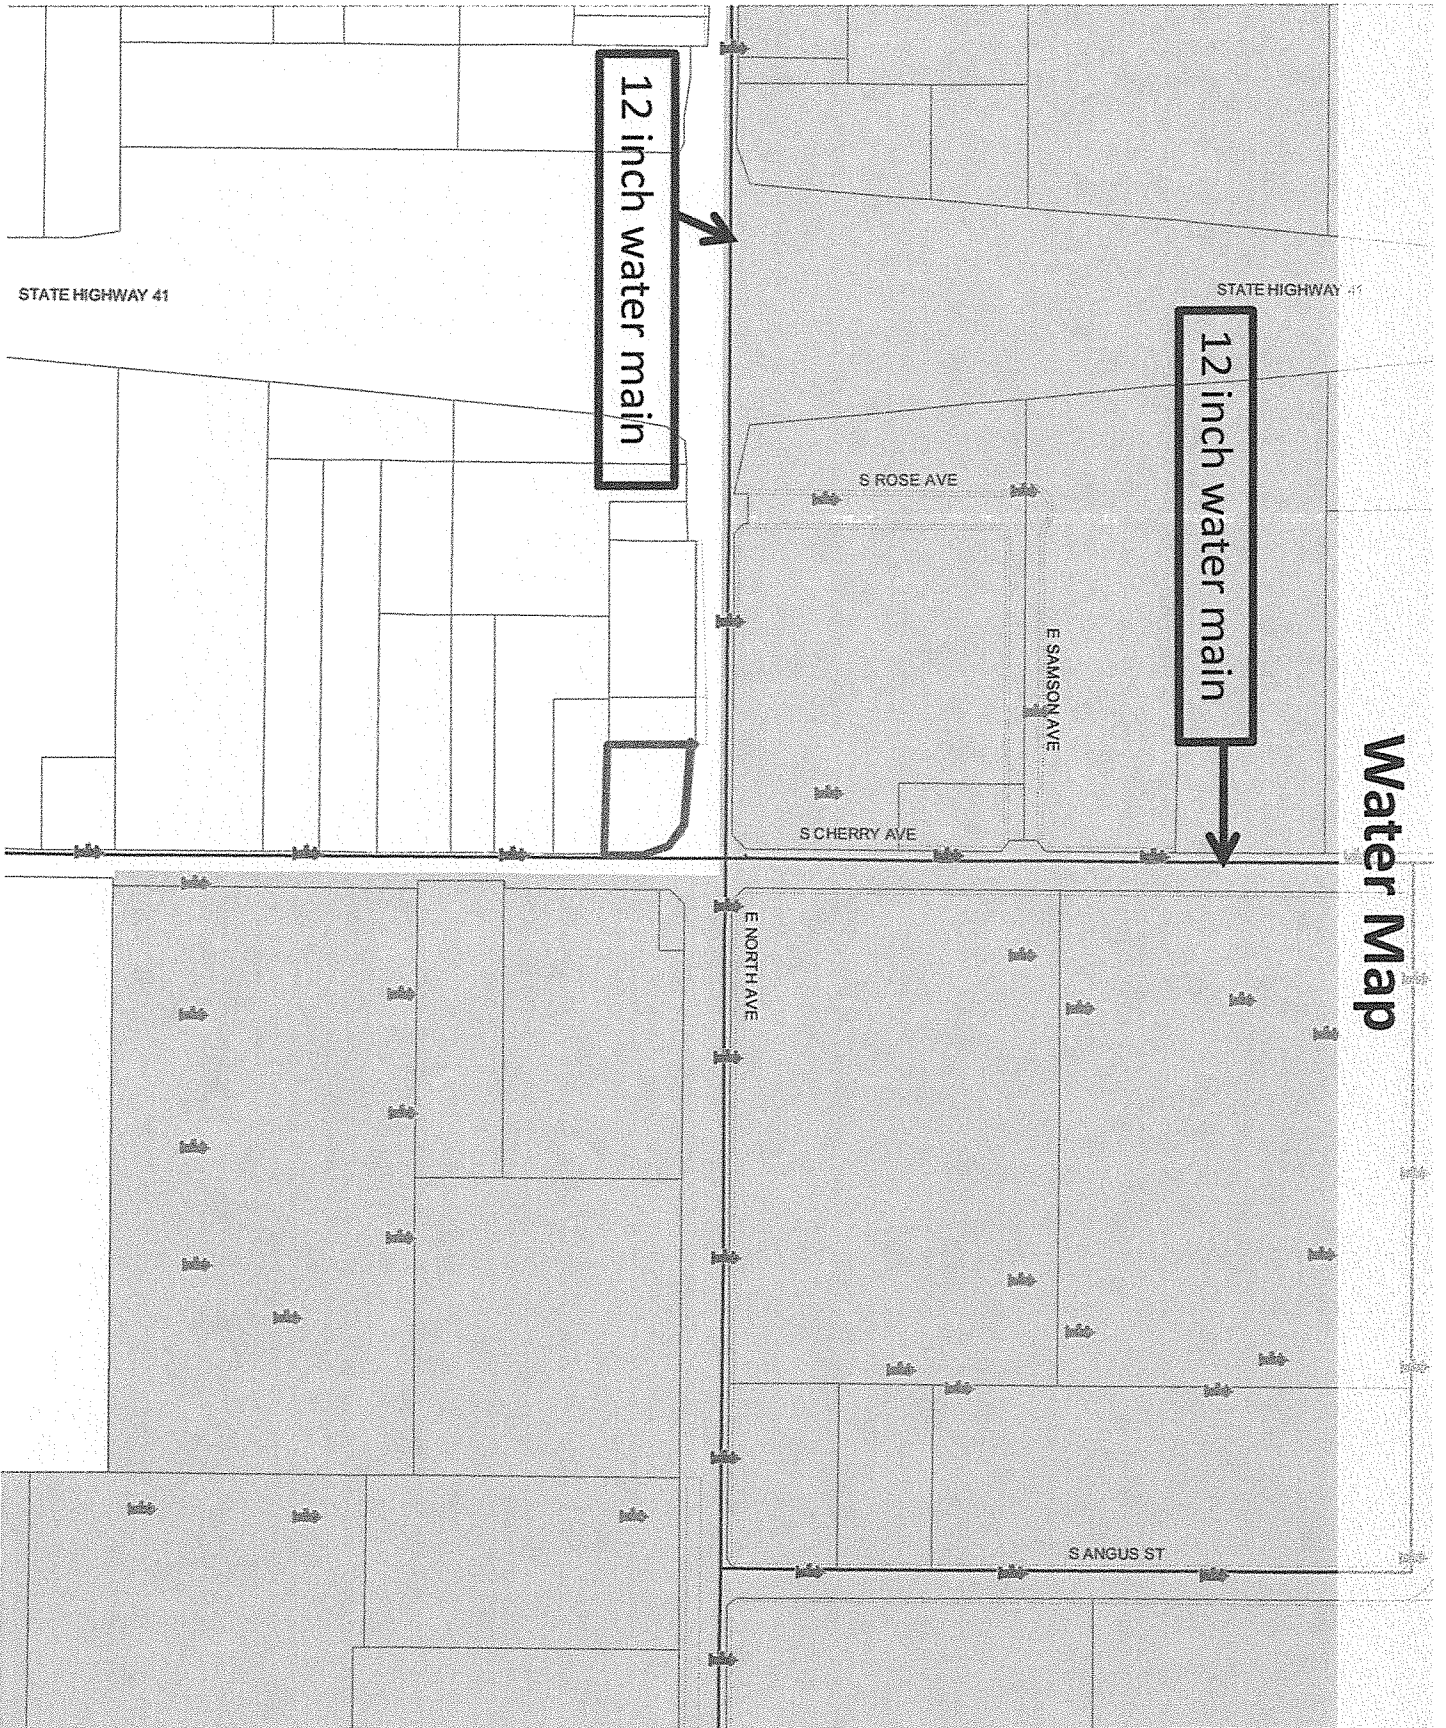 Water Map
12 inch water main
12 inch water main
STATE HIGHWAY 41
STATE HIGHWAY 41
S ROSE AVE
E SAMSON AVE
S CHERRY AVE
E NORTH AVE
S ANGUS ST